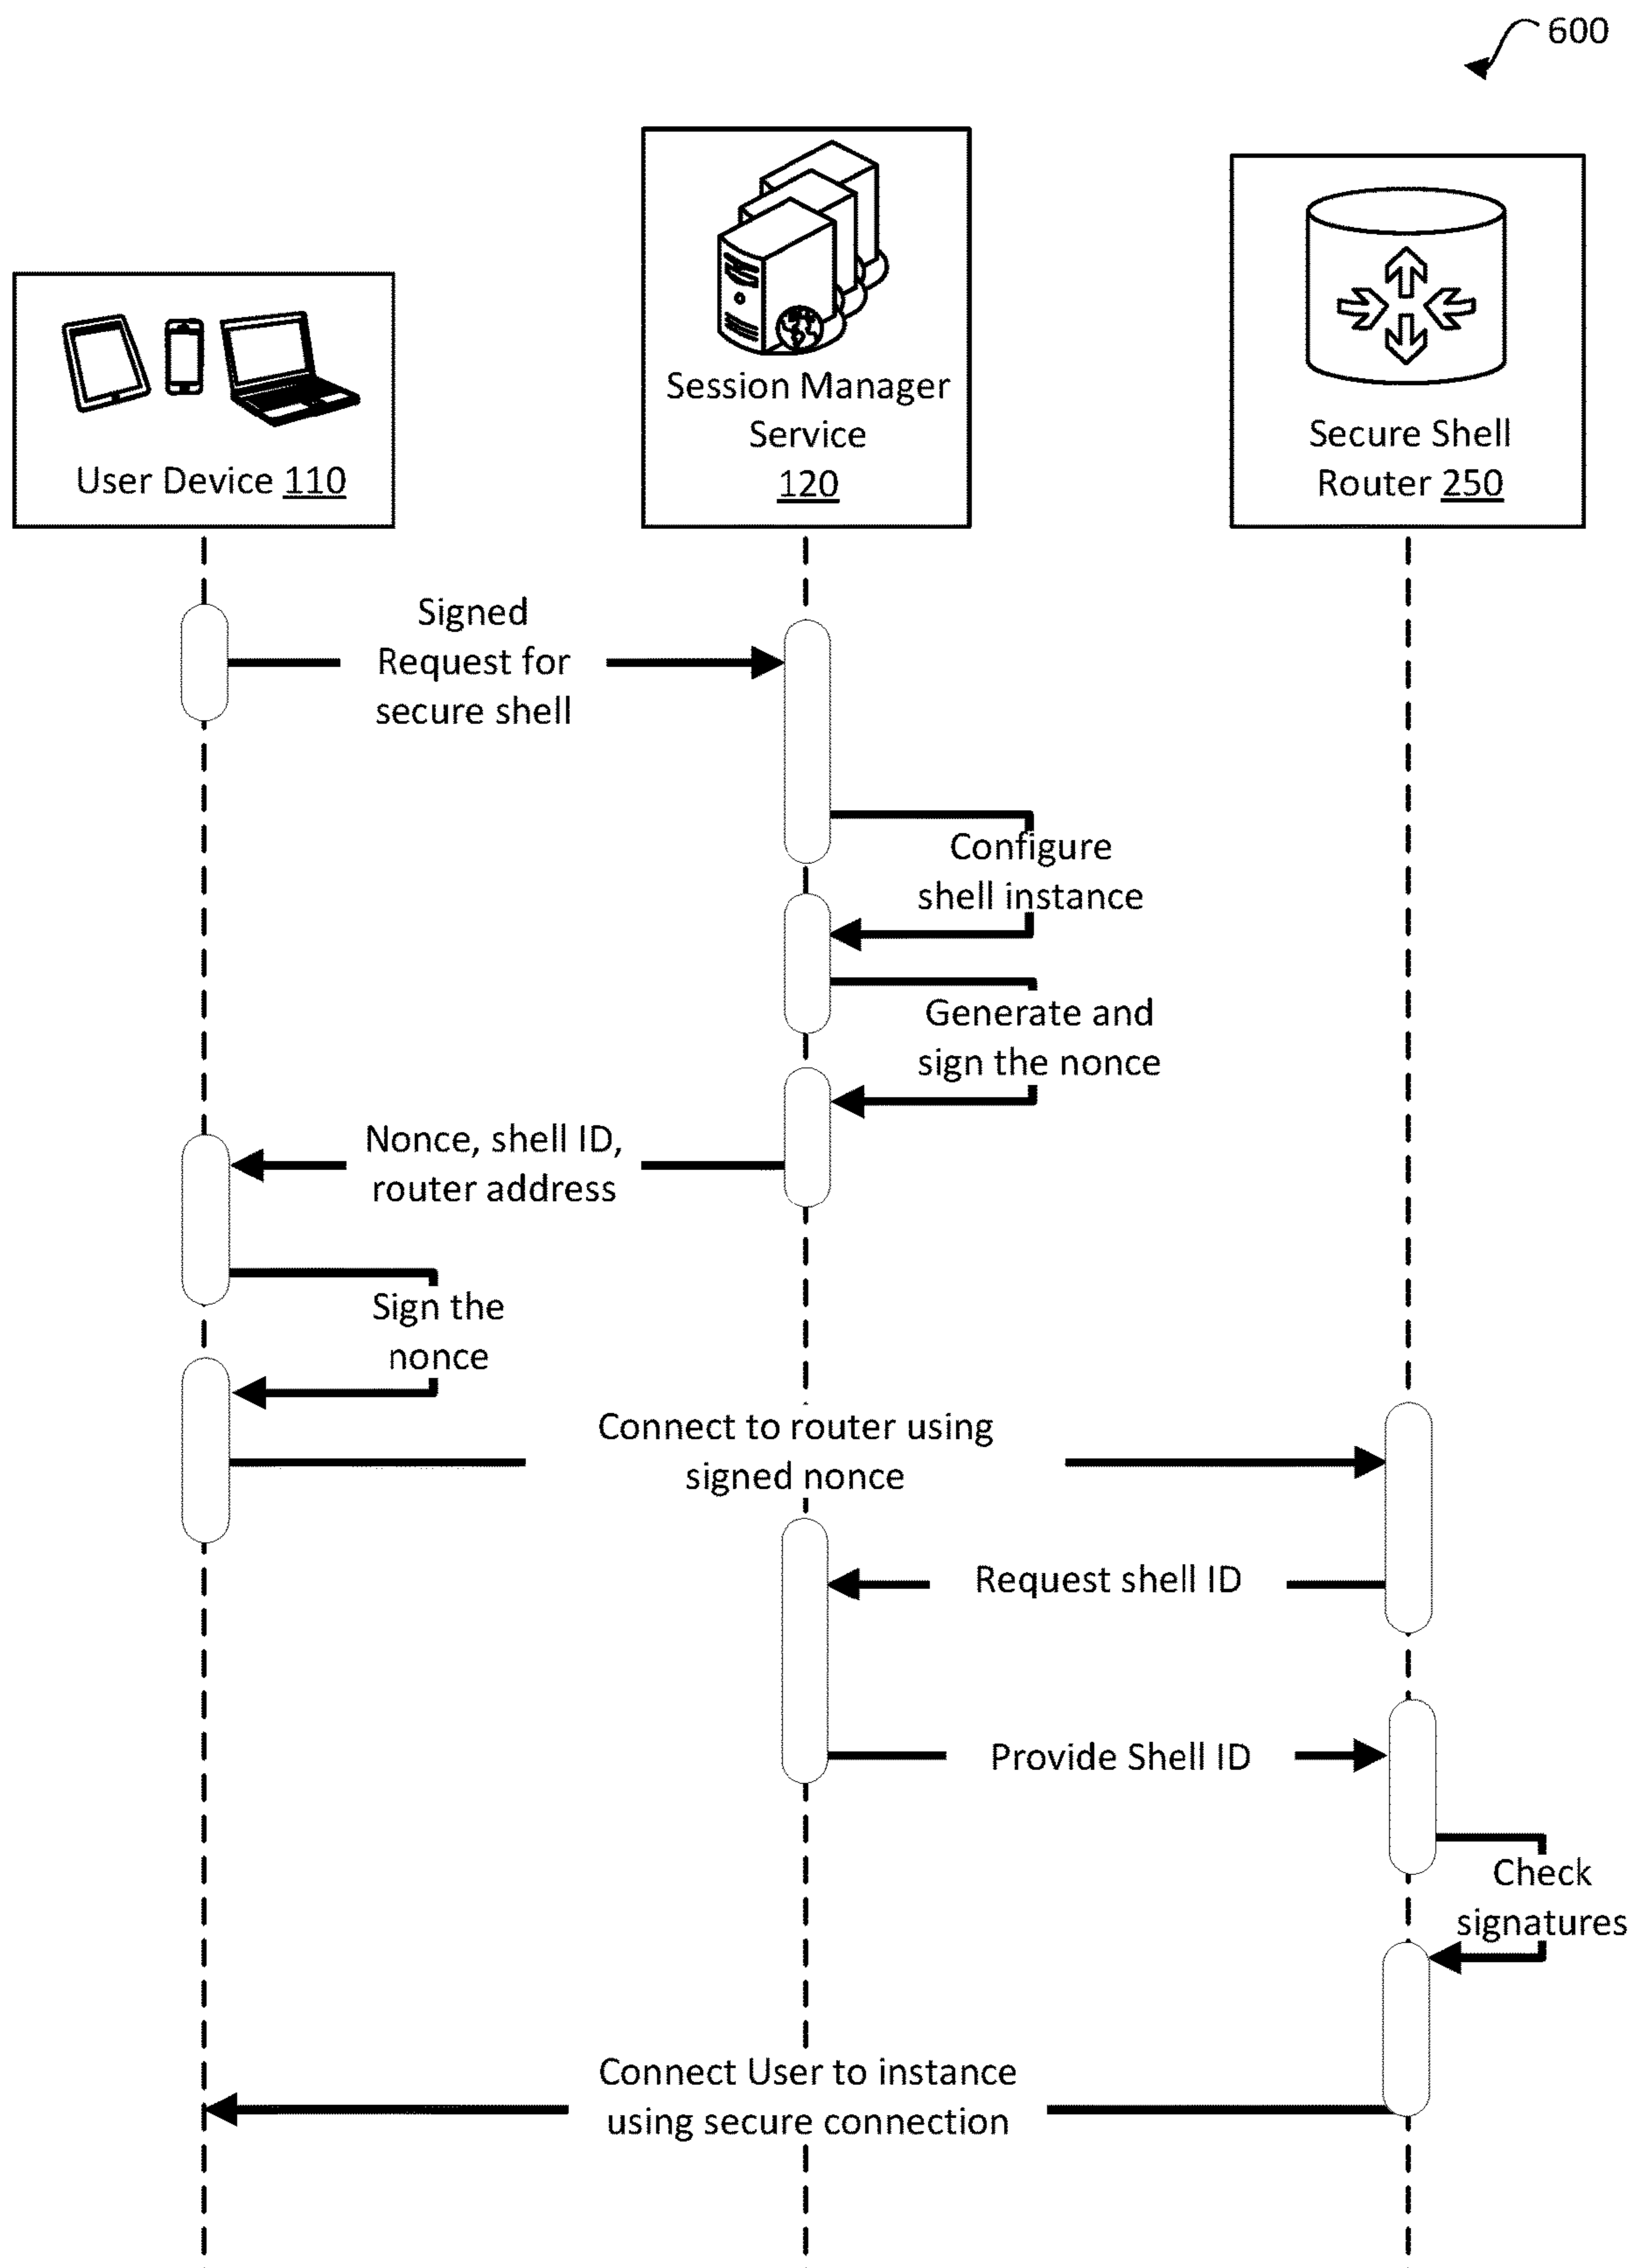 600
User Device 110
Session Manager
Service
120
Secure Shell
Router 250
Signed
Request for
secure shell
Configure
shell instance
Generate and
sign the nonce
Nonce, shell ID,
router address
Sign the
nonce
Connect to router using
signed nonce
Request shell ID
Provide Shell ID
Check
signatures
Connect User to instance
using secure connection